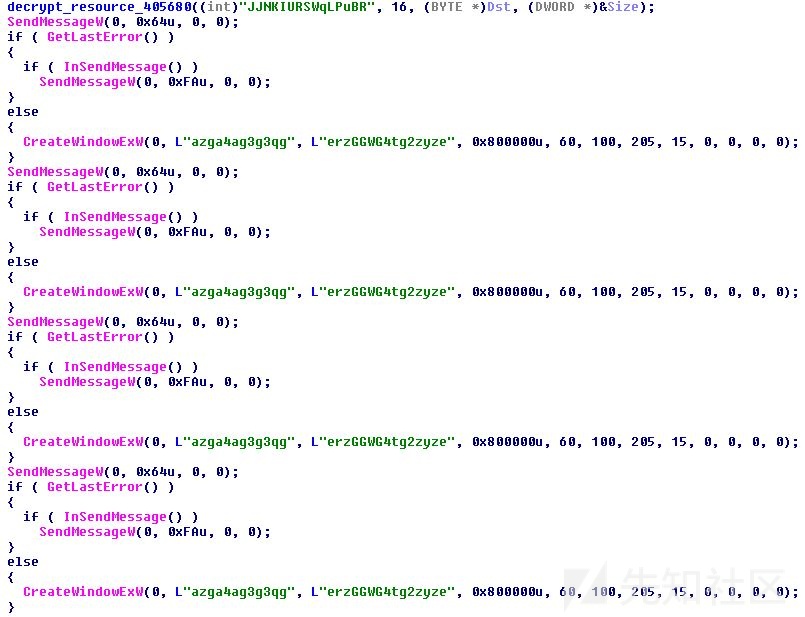 decrypt_resource_405680((int)"JJNKIURSWqLPuBR", 16, (BYTE *)Dst, (DWORD *)&Size);
SendMessageW(0, 0x64u, 0, 0);
if ( GetLastError() )
{
  if ( InSendMessage() )
    SendMessageW(0, 0xFAu, 0, 0);
}
else
{
  CreateWindowExW(0, L"azga4ag3g3qg", L"erzGGWG4tg2zyze", 0x800000u, 60, 100, 205, 15, 0, 0, 0, 0);
}
SendMessageW(0, 0x64u, 0, 0);
if ( GetLastError() )
{
  if ( InSendMessage() )
    SendMessageW(0, 0xFAu, 0, 0);
}
else
{
  CreateWindowExW(0, L"azga4ag3g3qg", L"erzGGWG4tg2zyze", 0x800000u, 60, 100, 205, 15, 0, 0, 0, 0);
}
SendMessageW(0, 0x64u, 0, 0);
if ( GetLastError() )
{
  if ( InSendMessage() )
    SendMessageW(0, 0xFAu, 0, 0);
}
else
{
  CreateWindowExW(0, L"azga4ag3g3qg", L"erzGGWG4tg2zyze", 0x800000u, 60, 100, 205, 15, 0, 0, 0, 0);
}
SendMessageW(0, 0x64u, 0, 0);
if ( GetLastError() )
{
  if ( InSendMessage() )
    SendMessageW(0, 0xFAu, 0, 0);
}
else
{
  CreateWindowExW(0, L"azga4ag3g3qg", L"erzGGWG4tg2zyze", 0x800000u, 60, 100, 205, 15, 0, 0, 0, 0);
}
先知社区